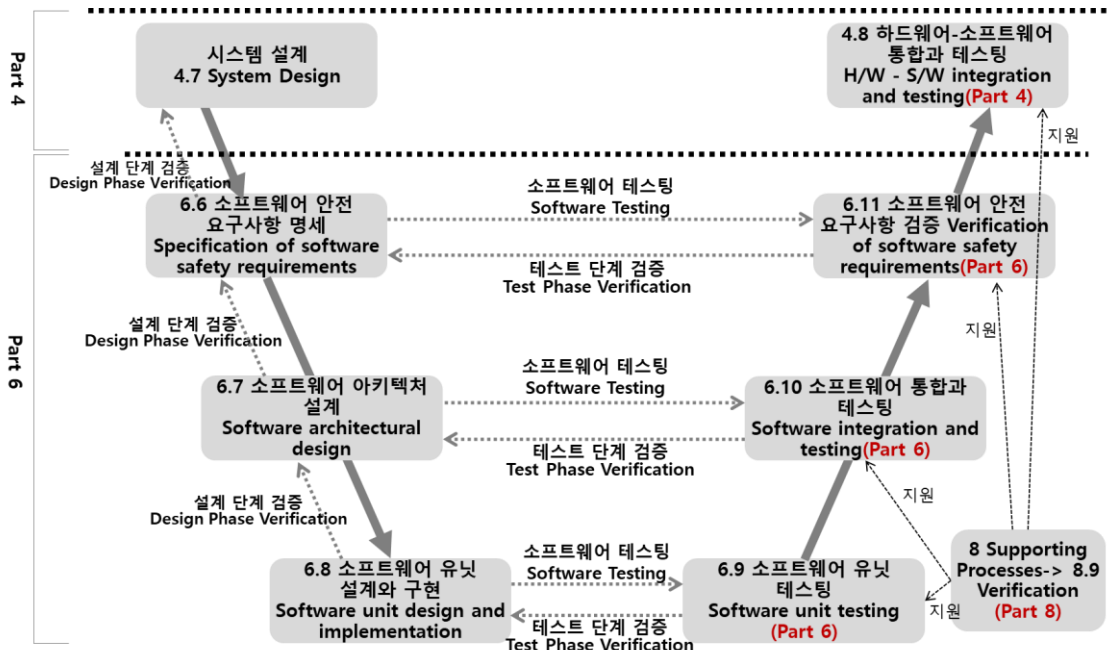 Part 4
시스템 설계
4.7 System Design
4.8 하드웨어-소프트웨어
통합과 테스팅
H/W - S/W integration
and testing(Part 4)
지원
설계 단계 검증
Design Phase Verification
Part 6
6.6 소프트웨어 안전
요구사항 명세
Specification of software
safety requirements
소프트웨어 테스팅
Software Testing
테스트 단계 검증
Test Phase Verification
6.11 소프트웨어 안전
요구사항 검증 Verification
of software safety
requirements(Part 6)
지원
설계 단계 검증
Design Phase Verification
6.7 소프트웨어 아키텍처
설계
Software architectural
design
소프트웨어 테스팅
Software Testing
테스트 단계 검증
Test Phase Verification
6.10 소프트웨어 통합과
테스팅
Software integration and
testing(Part 6)
지원
설계 단계 검증
Design Phase Verification
6.8 소프트웨어 유닛
설계와 구현
Software unit design and
implementation
소프트웨어 테스팅
Software Testing
테스트 단계 검증
Test Phase Verification
6.9 소프트웨어 유닛
테스팅
Software unit testing
(Part 6)
지원
8 Supporting
Processes-> 8.9
Verification
(Part 8)